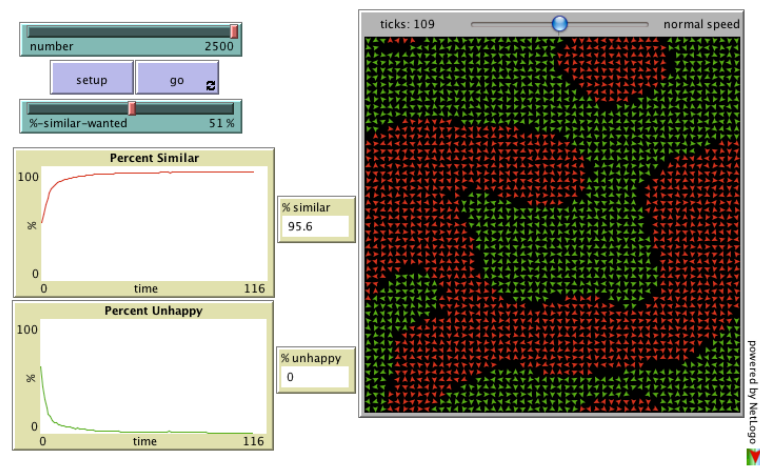 number 2500
setup
go
%-similar-wanted 51 %
Percent Similar
100
%
0
0 time 116
% similar
95.6
Percent Unhappy
100
%
0
0 time 116
% unhappy
0
ticks: 109 normal speed
powered by NetLogo